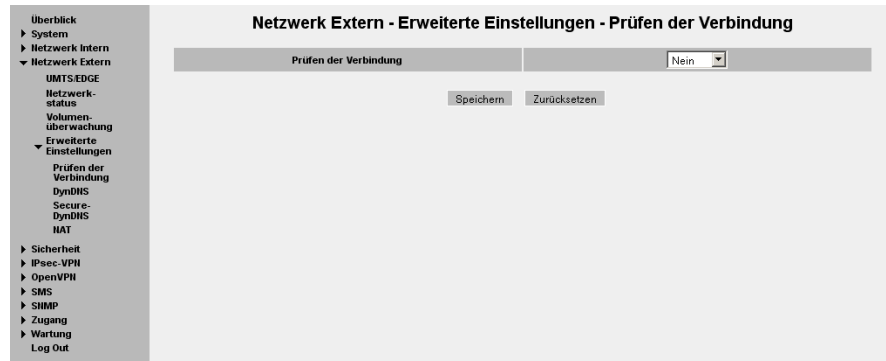 Überblick
System
Netzwerk Intern
Netzwerk Extern
UMTS/EDGE
Netzwerk-
status
Volumen-
überwachung
Erweiterte
Einstellungen
Prüfen der
Verbindung
DynDNS
Secure-
DynDNS
NAT
Sicherheit
IPsec-VPN
OpenVPN
SMS
SNMP
Zugang
Wartung
Log Out
Netzwerk Extern - Erweiterte Einstellungen - Prüfen der Verbindung
Prüfen der Verbindung Nein
Speichern Zurücksetzen